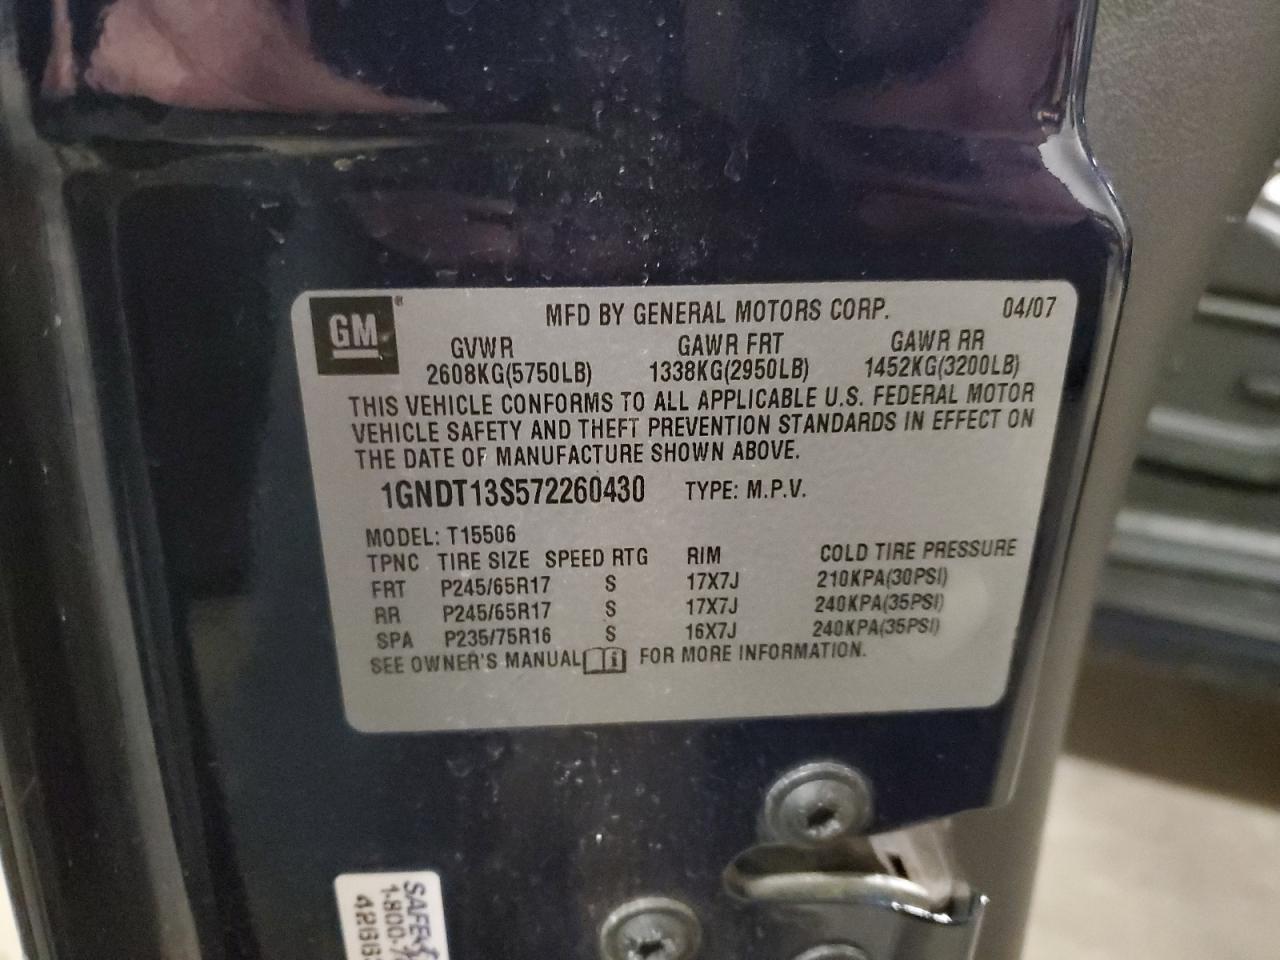 GM®
MFD BY GENERAL MOTORS CORP. 04/07
GVWR GAWR FRT GAWR RR
2608KG(5750LB) 1338KG(2950LB) 1452KG(3200LB)
THIS VEHICLE CONFORMS TO ALL APPLICABLE U.S. FEDERAL MOTOR
VEHICLE SAFETY AND THEFT PREVENTION STANDARDS IN EFFECT ON
THE DATE OF MANUFACTURE SHOWN ABOVE.
1GNDT13S572260430 TYPE: M.P.V.
MODEL: T15506
TPNC TIRE SIZE SPEED RTG RIM COLD TIRE PRESSURE
FRT P245/65R17 S 17X7J 210KPA(30PSI)
RR P245/65R17 S 17X7J 240KPA(35PSI)
SPA P235/75R16 S 16X7J 240KPA(35PSI)
SEE OWNER'S MANUAL FOR MORE INFORMATION.
SAFE
1-800-